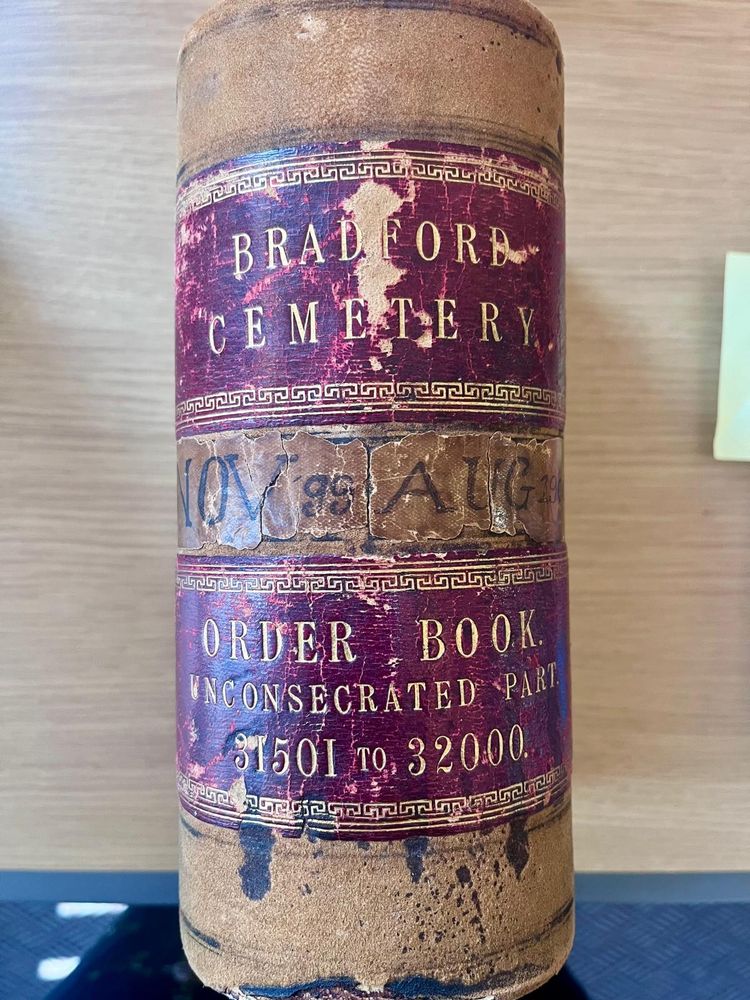 BRADFORD
CEMETERY.
NOV '99 AUG
ORDER BOOK.
UNCONSECRATED PART.
31501 TO 32000.